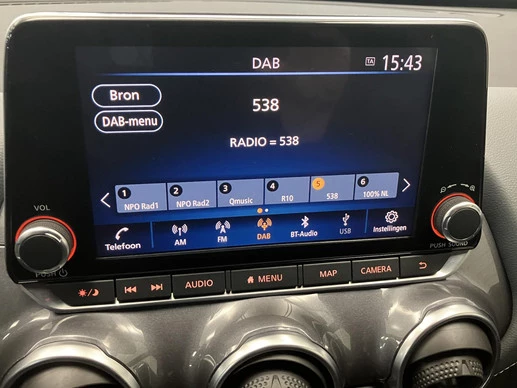 DAB
TA 15:43
Bron
538
DAB-menu
RADIO = 538
1 2 3 4 5 6
NPO Rad1 NPO Rad2 Qmusic R10 538 100% NL
VOL
Telefoon AM FM DAB BT-Audio USB Instellingen
PUSH
PUSH SOUND
AUDIO MENU MAP CAMERA